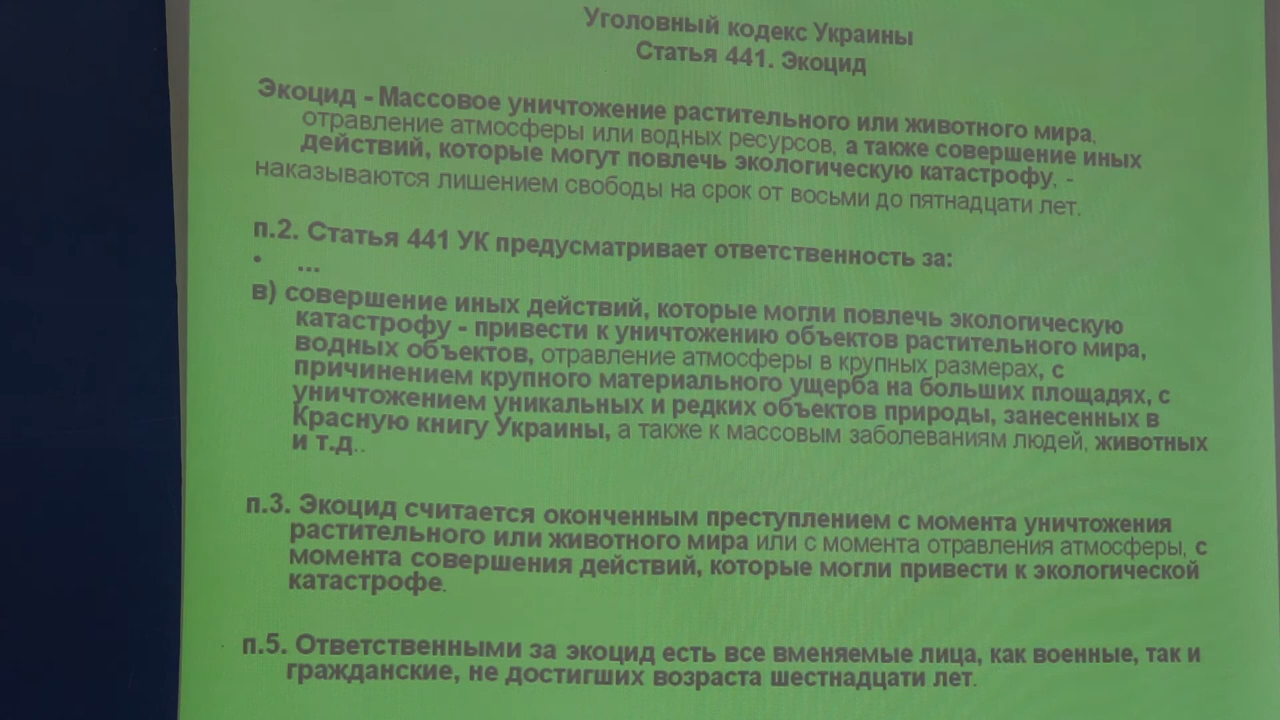 Уголовный кодекс Украины
Статья 441. Экоцид
Экоцид - Массовое уничтожение растительного или животного мира,
отравление атмосферы или водных ресурсов, а также совершение иных
действий, которые могут повлечь экологическую катастрофу, -
наказываются лишением свободы на срок от восьми до пятнадцати лет.
п.2. Статья 441 УК предусматривает ответственность за:
• ...
в) совершение иных действий, которые могли повлечь экологическую
катастрофу - привести к уничтожению объектов растительного мира,
водных объектов, отравление атмосферы в крупных размерах, с
причинением крупного материального ущерба на больших площадях, с
уничтожением уникальных и редких объектов природы, занесенных в
Красную книгу Украины, а также к массовым заболеваниям людей, животных
и т.д..
п.3. Экоцид считается оконченным преступлением с момента уничтожения
растительного или животного мира или с момента отравления атмосферы, с
момента совершения действий, которые могли привести к экологической
катастрофе.
п.5. Ответственными за экоцид есть все вменяемые лица, как военные, так и
гражданские, не достигших возраста шестнадцати лет.